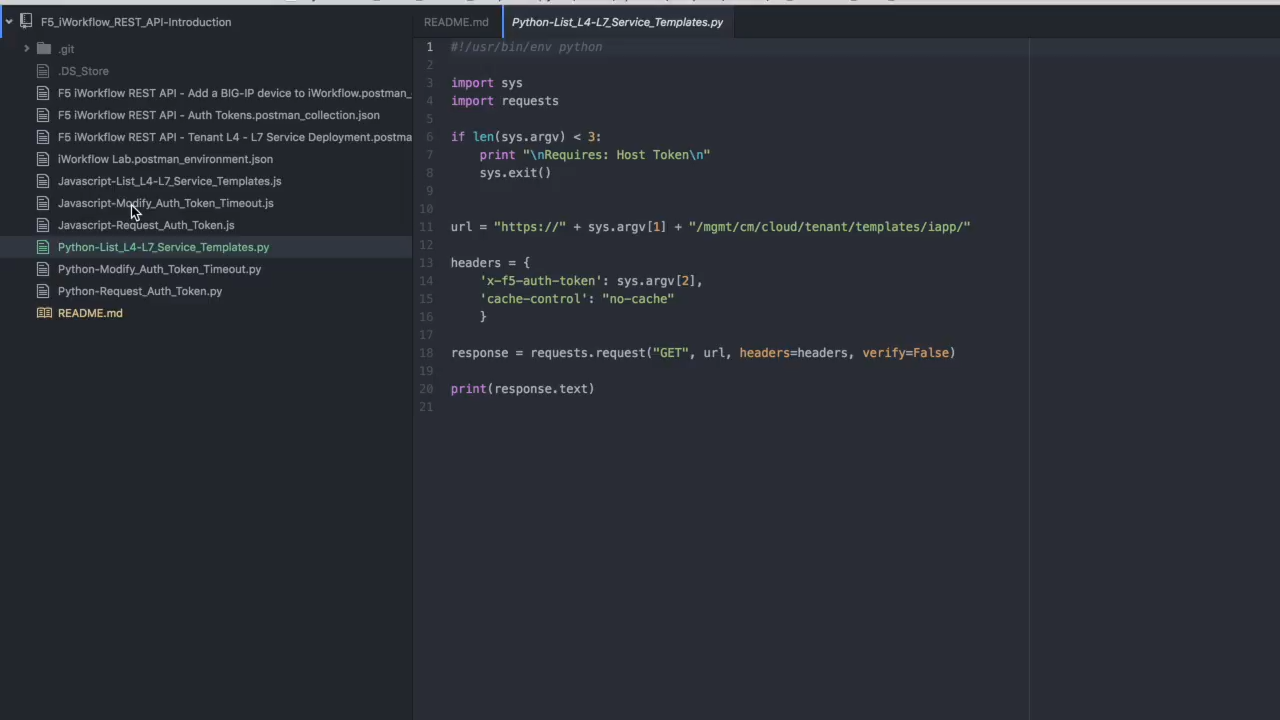 F5_iWorkflow_REST_API-Introduction
.git
.DS_Store
F5 iWorkflow REST API - Add a BIG-IP device to iWorkflow.postman_
F5 iWorkflow REST API - Auth Tokens.postman_collection.json
F5 iWorkflow REST API - Tenant L4 - L7 Service Deployment.postma
iWorkflow Lab.postman_environment.json
Javascript-List_L4-L7_Service_Templates.js
Javascript-Modify_Auth_Token_Timeout.js
Javascript-Request_Auth_Token.js
Python-List_L4-L7_Service_Templates.py
Python-Modify_Auth_Token_Timeout.py
Python-Request_Auth_Token.py
README.md
README.md
Python-List_L4-L7_Service_Templates.py
1 #!/usr/bin/env python
2
3 import sys
4 import requests
5
6 if len(sys.argv) < 3:
7     print "\nRequires: Host Token\n"
8     sys.exit()
9
10
11 url = "https://" + sys.argv[1] + "/mgmt/cm/cloud/tenant/templates/iapp/"
12
13 headers = {
14     'x-f5-auth-token': sys.argv[2],
15     'cache-control': "no-cache"
16     }
17
18 response = requests.request("GET", url, headers=headers, verify=False)
19
20 print(response.text)
21